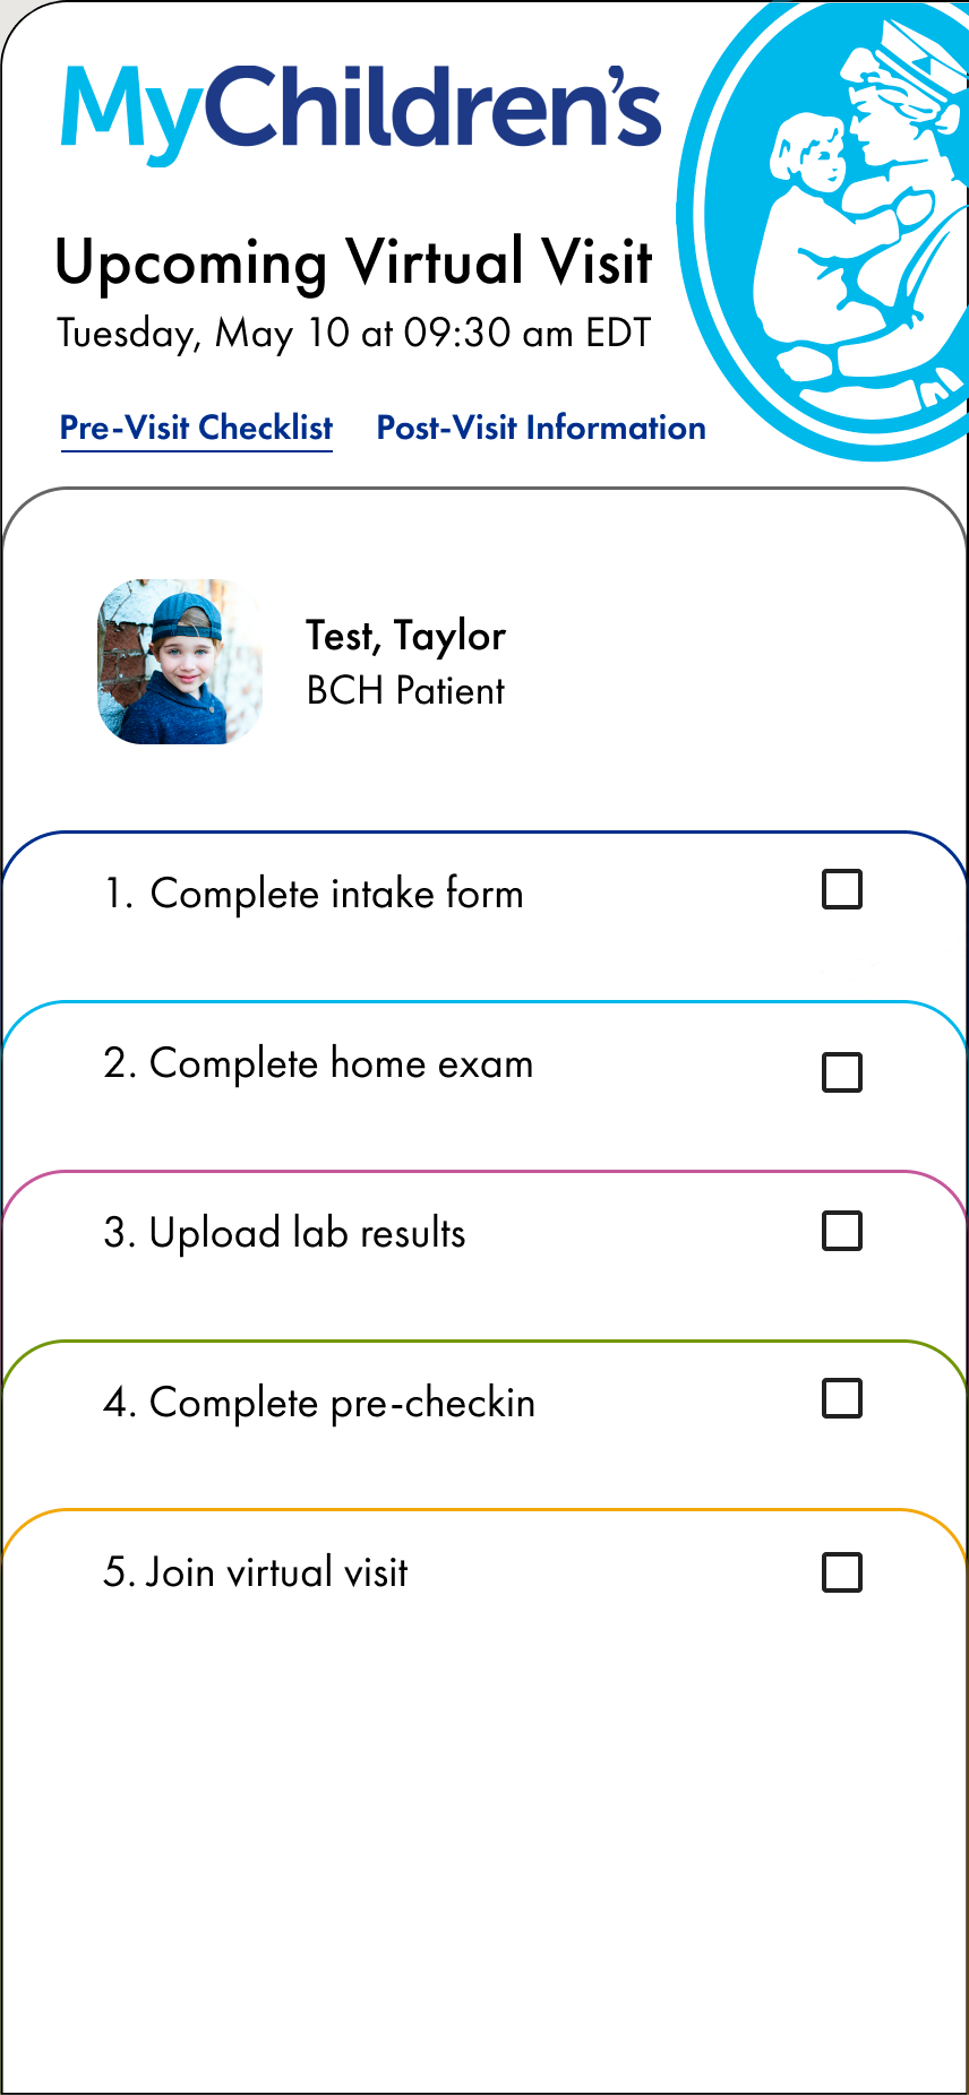 MyChildren’s
Upcoming Virtual Visit
Tuesday, May 10 at 09:30 am EDT
Pre-Visit Checklist Post-Visit Information
Test, Taylor
BCH Patient
1. Complete intake form
2. Complete home exam
3. Upload lab results
4. Complete pre-checkin
5. Join virtual visit